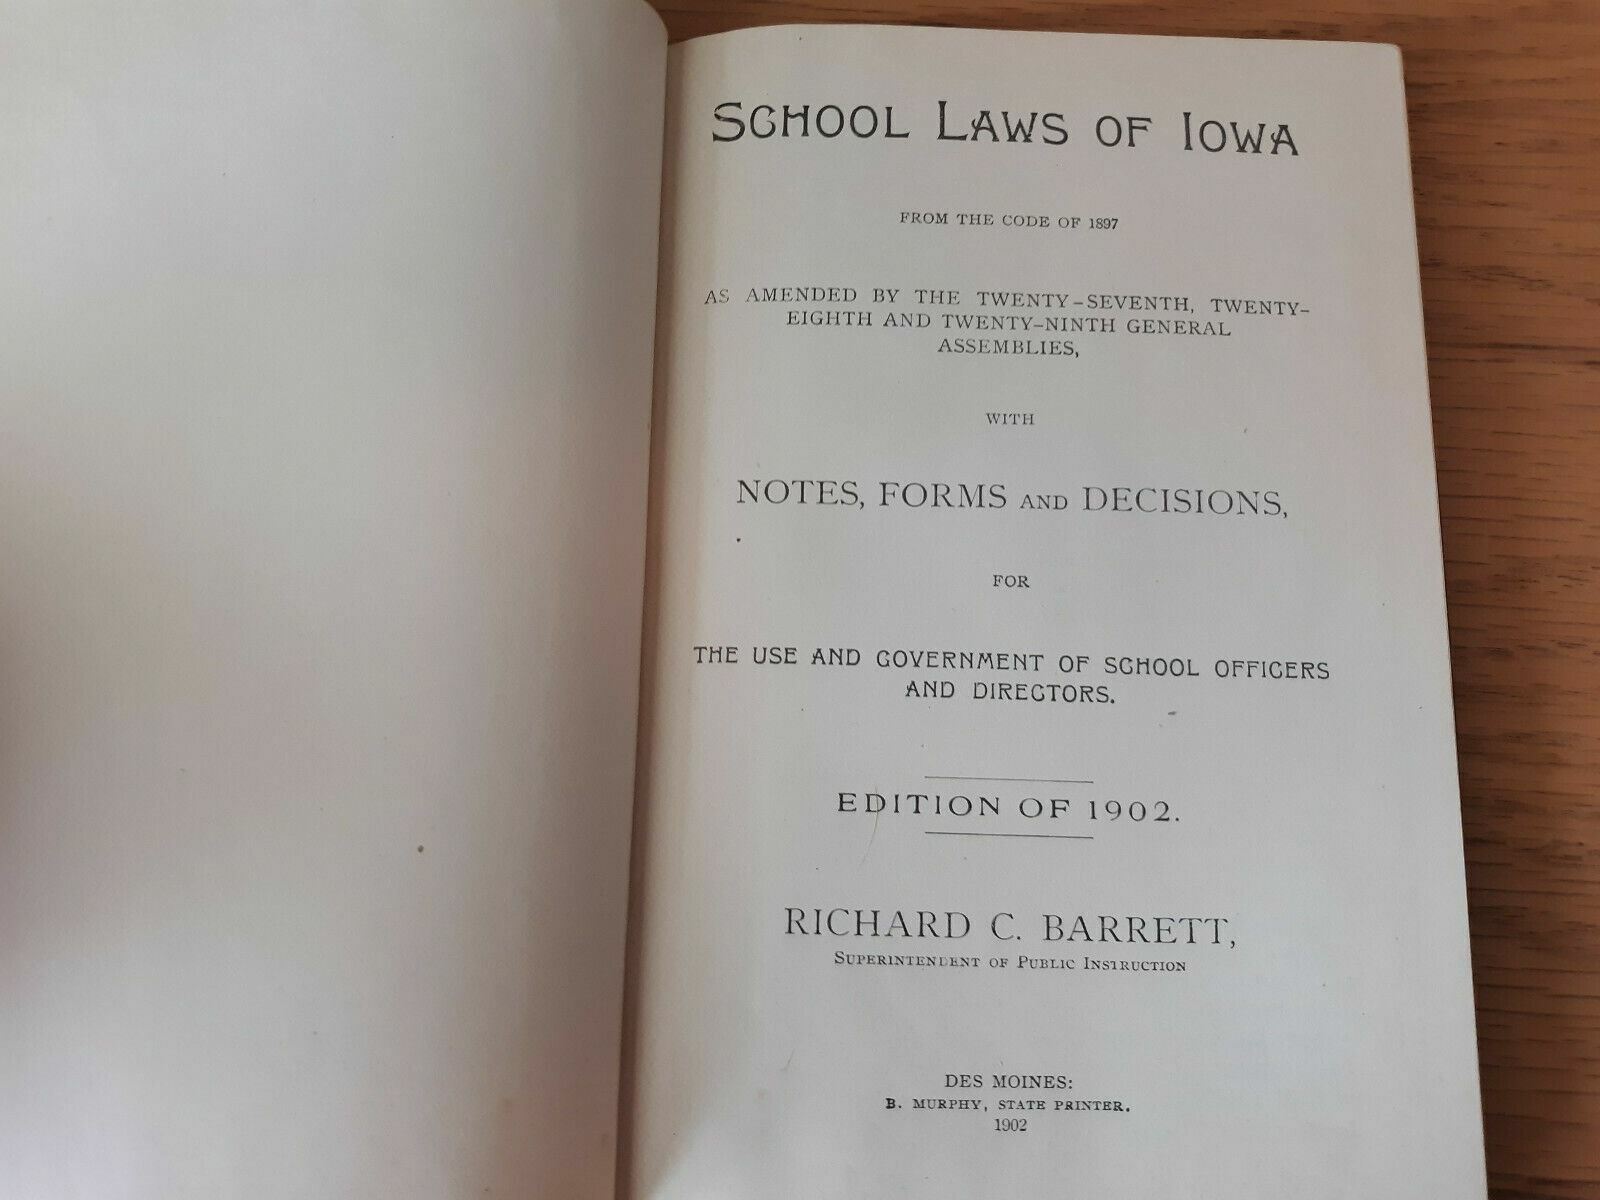 SCHOOL LAWS OF IOWA
FROM THE CODE OF 1897
AS AMENDED BY THE TWENTY-SEVENTH, TWENTY-
EIGHTH AND TWENTY-NINTH GENERAL
ASSEMBLIES,
WITH
NOTES, FORMS AND DECISIONS,
FOR
THE USE AND GOVERNMENT OF SCHOOL OFFICERS
AND DIRECTORS.
EDITION OF 1902.
RICHARD C. BARRETT,
SUPERINTENDENT OF PUBLIC INSTRUCTION
DES MOINES:
B. MURPHY, STATE PRINTER.
1902